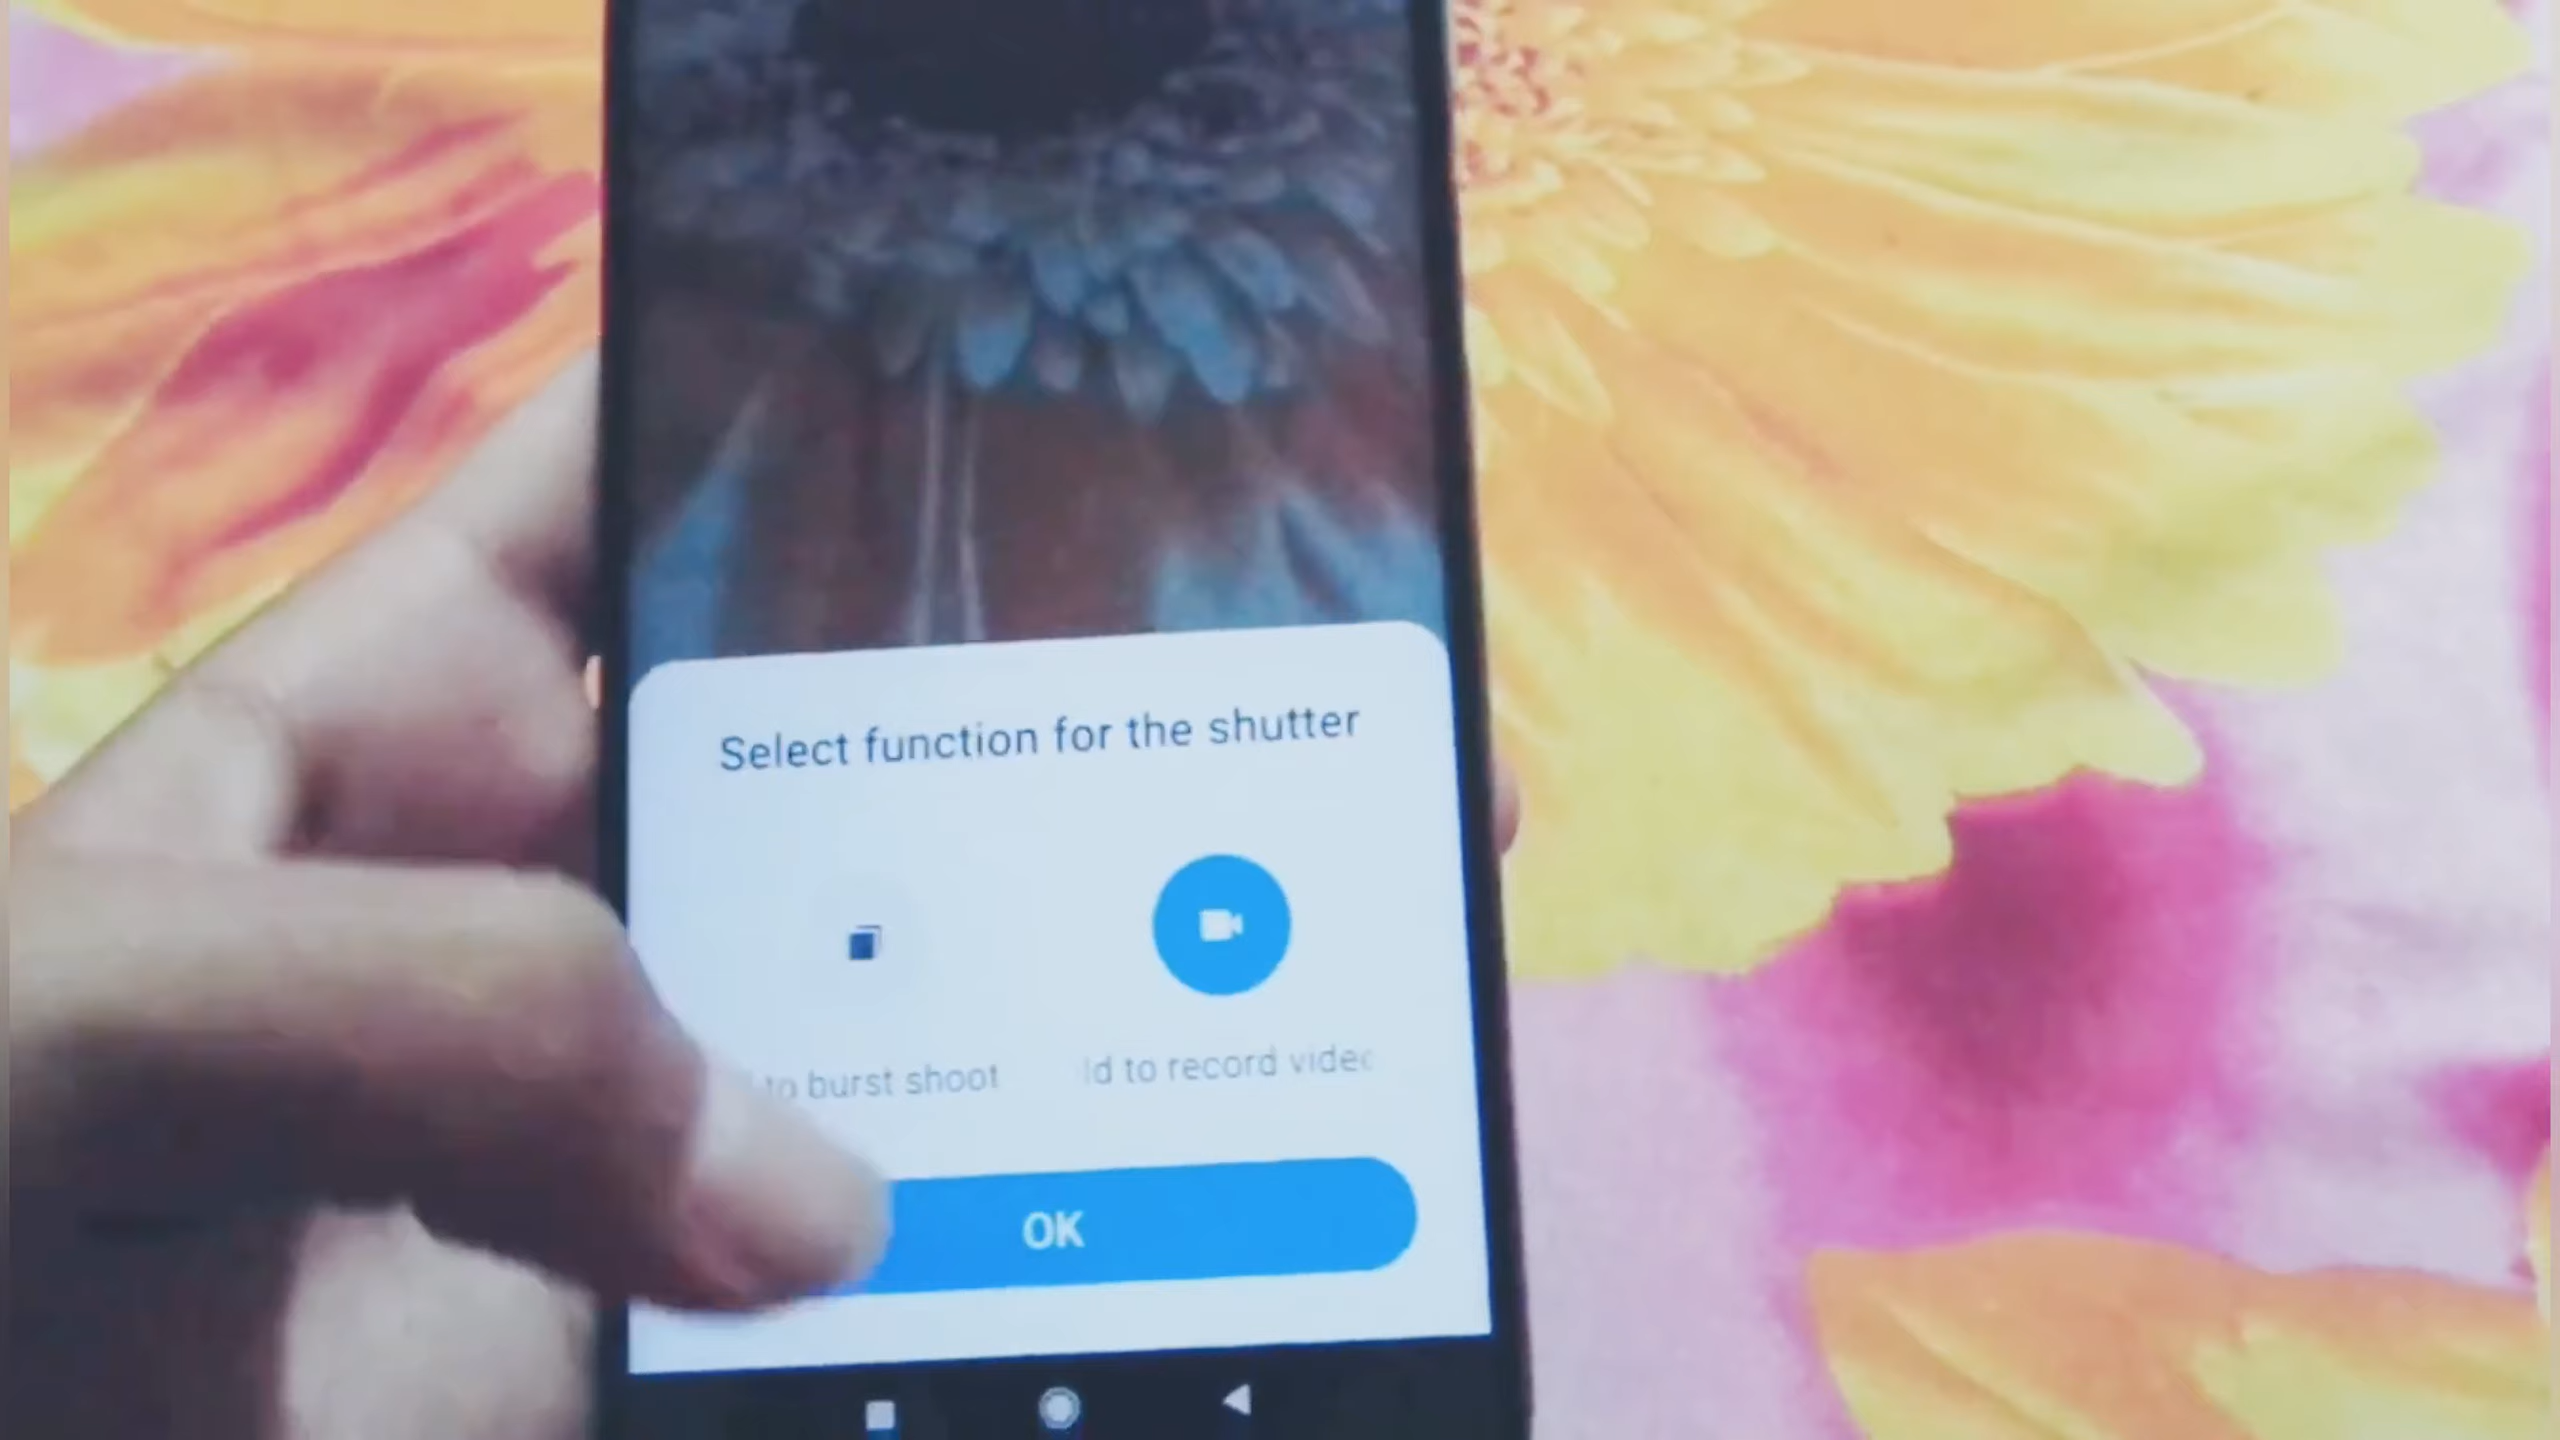 Select function for the shutter
to burst shoot
ld to record video
OK